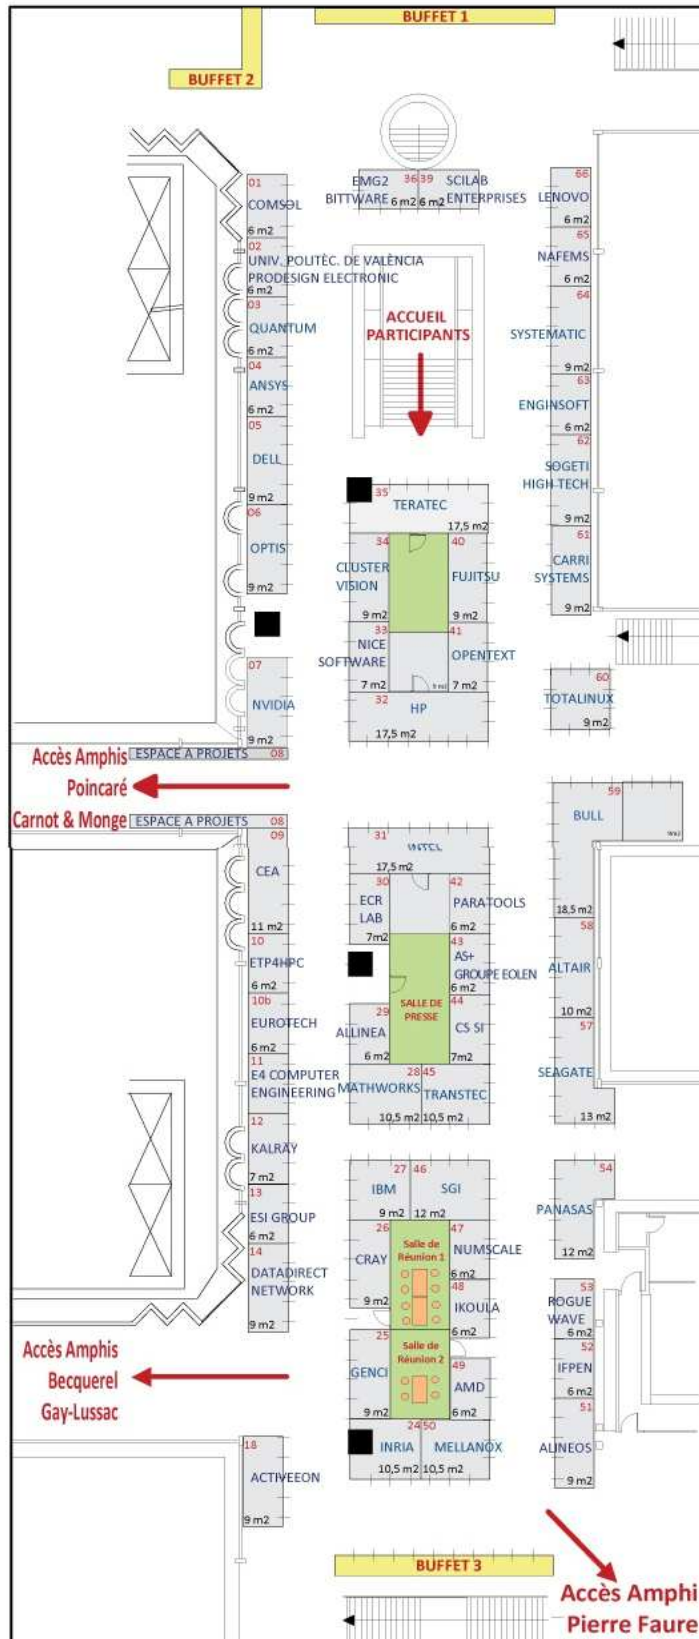 BUFFET 1
BUFFET 2
EMG2
BITTWARE
36
6 m2
39
SCILAB
ENTERPRISES
6 m2
ACCUEIL
PARTICIPANTS
01
COMSOL
6 m2
02
UNIV. POLITÈC. DE VALÈNCIA
PRODESIGN ELECTRONIC
6 m2
03
QUANTUM
6 m2
04
ANSYS
6 m2
05
DELL
9 m2
06
OPTIS
9 m2
07
NVIDIA
9 m2
66
LENOVO
6 m2
65
NAFEMS
6 m2
64
SYSTEMATIC
9 m2
63
ENGINSOFT
6 m2
62
SOGETI
HIGH TECH
9 m2
61
CARRI
SYSTEMS
9 m2
60
TOTALINUX
9 m2
35
TERATEC
17,5 m2
34
CLUSTER
VISION
9 m2
40
FUJITSU
9 m2
33
NICE
SOFTWARE
7 m2
41
OPENTEXT
7 m2
9 m2
32
HP
17,5 m2
ESPACE A PROJETS 08
Accès Amphis
Poincaré
Carnot & Monge
ESPACE A PROJETS 08
09
CEA
11 m2
10
ETP4HPC
6 m2
10b
EUROTECH
6 m2
11
E4 COMPUTER
ENGINEERING
12
KALRAY
7 m2
13
ESI GROUP
6 m2
14
DATADIRECT
NETWORK
9 m2
31
INTEL
17,5 m2
30
ECR
LAB
7m2
42
PARATOOLS
6 m2
43
AS+
GROUPE EOLEN
6 m2
SALLE DE
PRESSE
44
CS SI
7m2
29
ALLINEA
6 m2
28
MATHWORKS
10,5 m2
45
TRANSTEC
10,5 m2
59
BULL
18,5 m2
58
ALTAIR
10 m2
57
SEAGATE
13 m2
27
IBM
9 m2
46
SGI
12 m2
26
CRAY
9 m2
Salle de
Réunion 1
47
NUMSCALE
6 m2
48
IKOULA
6 m2
25
GENCI
9 m2
Salle de
Réunion 2
49
AMD
6 m2
24
INRIA
10,5 m2
50
MELLANOX
10,5 m2
54
PANASAS
12 m2
53
ROGUE
WAVE
6 m2
52
IFPEN
6 m2
51
ALINEOS
9 m2
Accès Amphis
Becquerel
Gay-Lussac
18
ACTIVEEON
9 m2
BUFFET 3
Accès Amphi
Pierre Faure